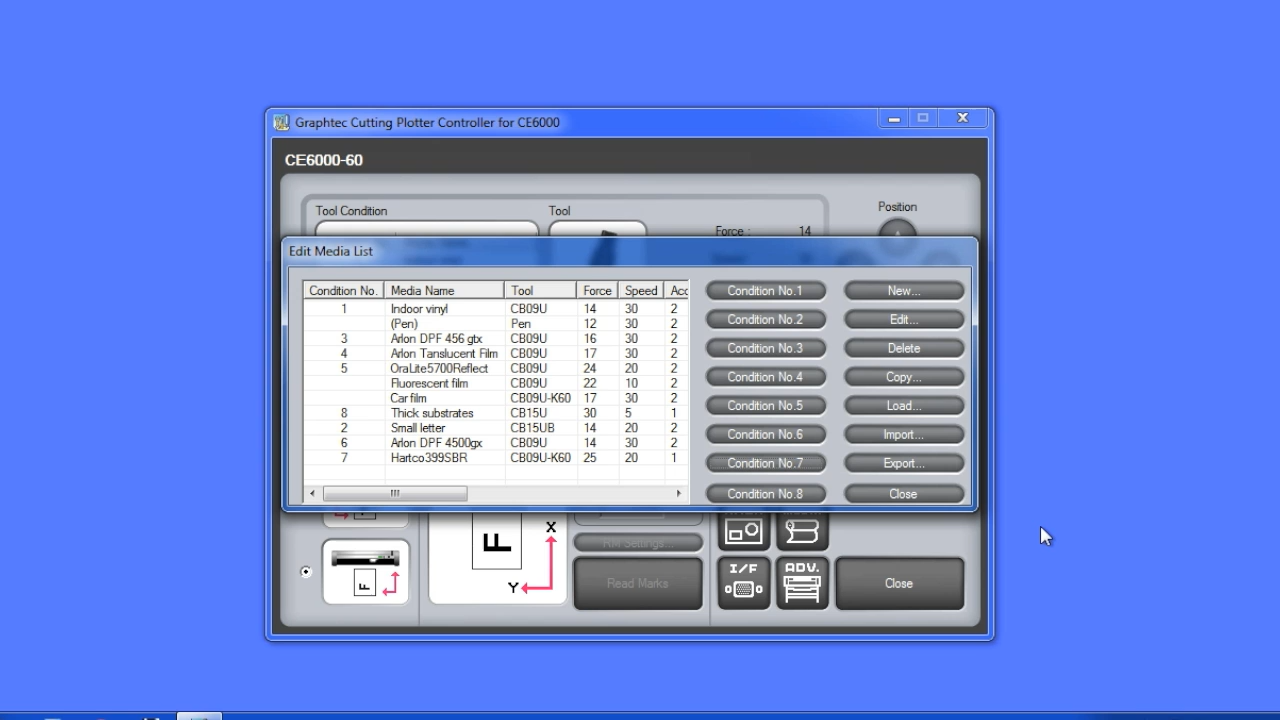 Graphtec Cutting Plotter Controller for CE6000
CE6000-60
Tool Condition Tool Position
Force : 14
Edit Media List
Condition No. Media Name Tool Force Speed Acc
1 Indoor vinyl CB09U 14 30 2
(Pen) Pen 12 30 2
3 Arlon DPF 456 gtx CB09U 16 30 2
4 Arlon Tanslucent Film CB09U 17 30 2
5 OraLite5700Reflect CB09U 24 20 2
Fluorescent film CB09U 22 10 2
Car film CB09U-K60 17 30 2
8 Thick substrates CB15U 30 5 1
2 Small letter CB15UB 14 20 2
6 Arlon DPF 4500gx CB09U 14 30 2
7 Hartco399SBR CB09U-K60 25 20 1
Condition No.1 New...
Condition No.2 Edit...
Condition No.3 Delete
Condition No.4 Copy...
Condition No.5 Load...
Condition No.6 Import...
Condition No.7 Export...
Condition No.8 Close
F
X
Y
F
F
RM Settings...
Read Marks
I/F ADV.
Close